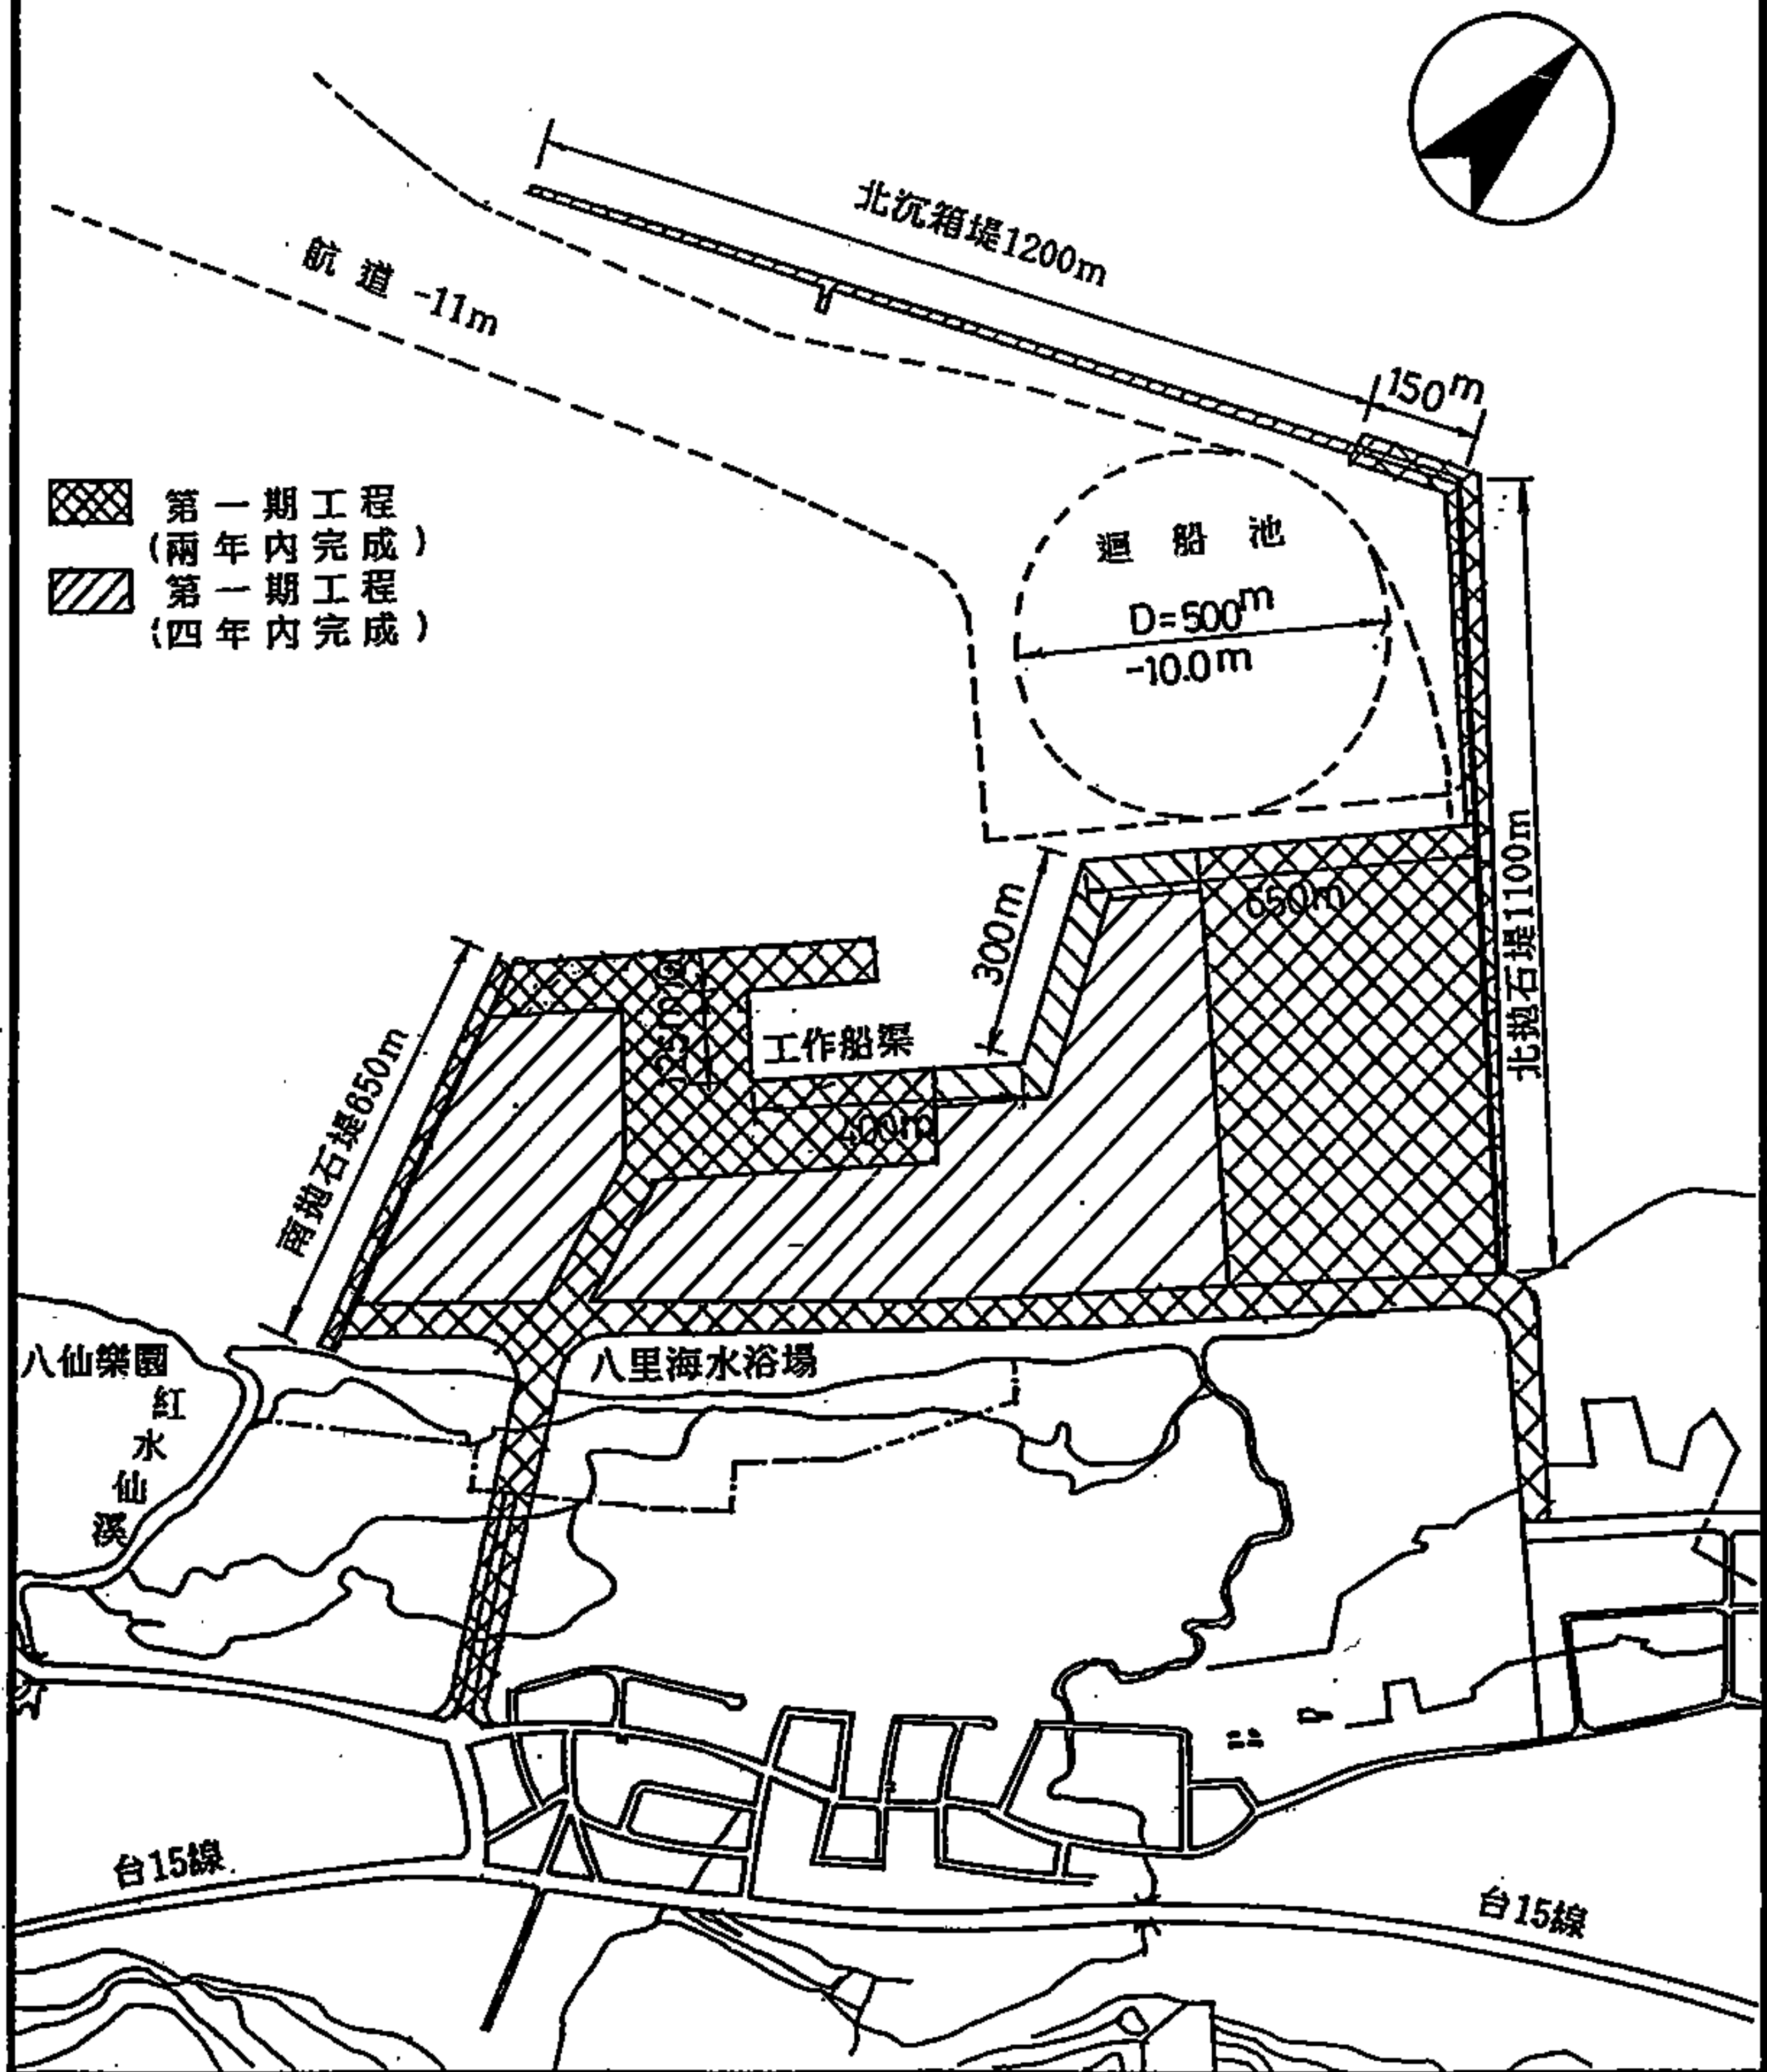 北沉箱堤1200m
航道 -11m
150m
第一期工程
(兩年內完成)
第一期工程
(四年內完成)
迴船池
D=500m
-10.0m
650m
300m
北拋石堤1100m
工作船渠
400m
南拋石堤650m
八仙樂園
八里海水浴場
紅
水
仙
溪
台15線
台15線